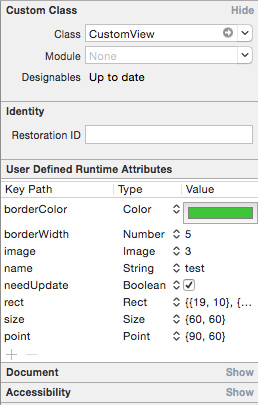 Custom Class Hide
Class CustomView
Module None
Designables Up to date
Identity
Restoration ID
User Defined Runtime Attributes
Key Path Type Value
borderColor Color
borderWidth Number 5
image Image 3
name String test
needUpdate Boolean
rect Rect {{19, 10}, {...
size Size {60, 60}
point Point {90, 60}
+ −
Document Show
Accessibility Show